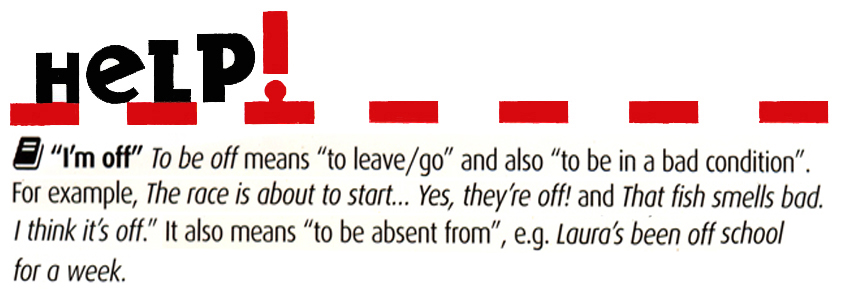 HeLP!
"I'm off" To be off means "to leave/go" and also "to be in a bad condition".
For example, The race is about to start... Yes, they're off! and That fish smells bad.
I think it's off." It also means "to be absent from", e.g. Laura's been off school
for a week.